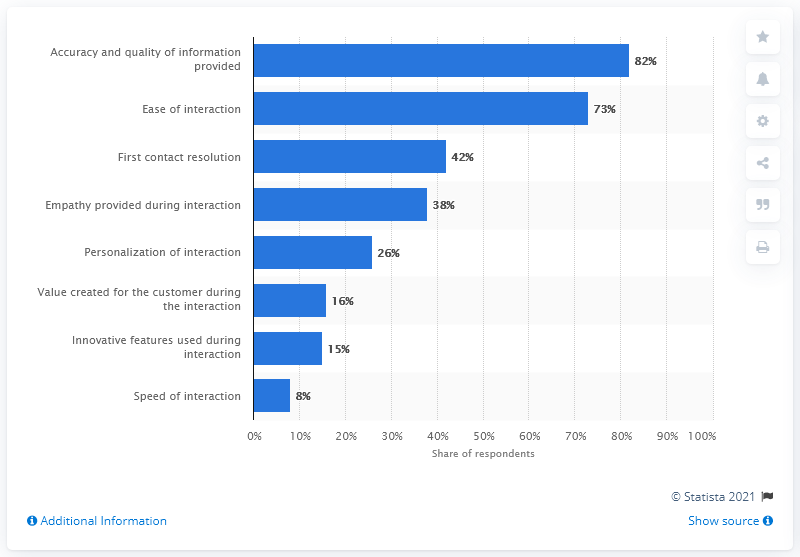 Accuracy and quality of information
provided
82%
Ease of interaction
73%
First contact resolution
42%
Empathy provided during interaction
38%
Personalization of interaction
26%
Value created for the customer during
the interaction
16%
Innovative features used during
interaction
15%
Speed of interaction
8%
0% 10% 20% 30% 40% 50% 60% 70% 80% 90% 100%
Share of respondents
© Statista 2021
Additional Information
Show source